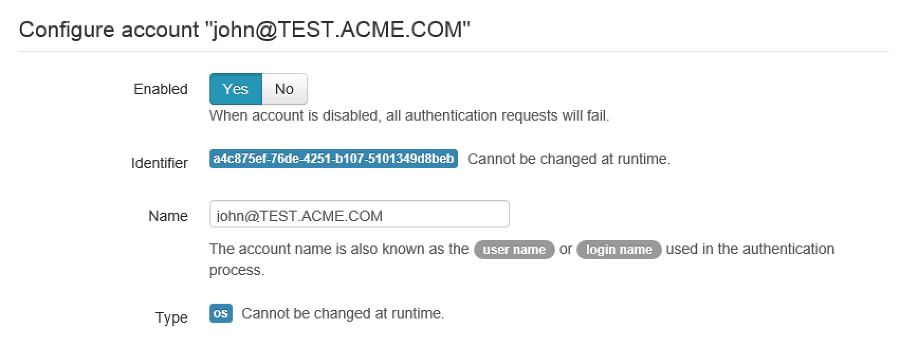 Configure account "john@TEST.ACME.COM"
Enabled Yes No
When account is disabled, all authentication requests will fail.
Identifier a4c875ef-76de-4251-b107-5101349d8beb Cannot be changed at runtime.
Name john@TEST.ACME.COM
The account name is also known as the user name or login name used in the authentication
process.
Type os Cannot be changed at runtime.